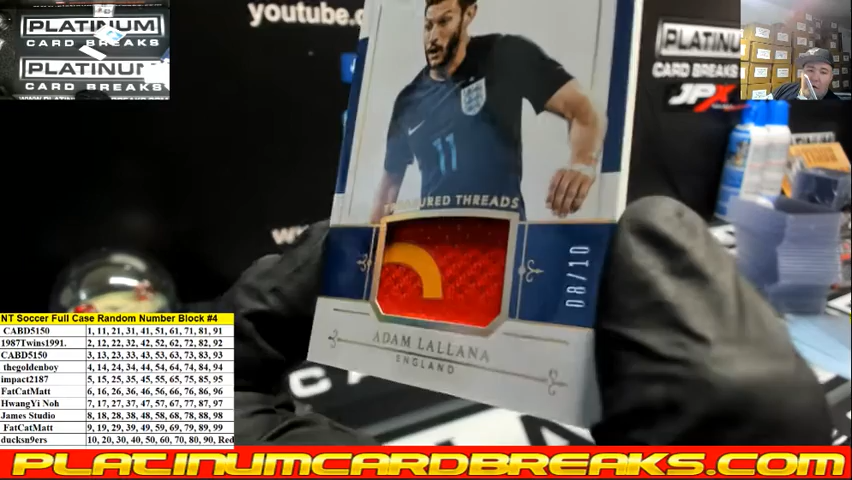 PLATINUM
CARD BREAKS
PLATINUM
CARD BREAKS
youtube.c
PLATINU
CARD BREAKS
JPX
11
TREASURED THREADS
08/10
ADAM LALLANA
ENGLAND
NT Soccer Full Case Random Number Block #4
CABD5150 1, 11, 21, 31, 41, 51, 61, 71, 81, 91
1987Twins1991. 2, 12, 22, 32, 42, 52, 62, 72, 82, 92
CABD5150 3, 13, 23, 33, 43, 53, 63, 73, 83, 93
thegoldenboy 4, 14, 24, 34, 44, 54, 64, 74, 84, 94
impact2187 5, 15, 25, 35, 45, 55, 65, 75, 85, 95
FatCatMatt 6, 16, 26, 36, 46, 56, 66, 76, 86, 96
HwangYi Noh 7, 17, 27, 37, 47, 57, 67, 77, 87, 97
James Studio 8, 18, 28, 38, 48, 58, 68, 78, 88, 98
FatCatMatt 9, 19, 29, 39, 49, 59, 69, 79, 89, 99
ducksn9ers 10, 20, 30, 40, 50, 60, 70, 80, 90, Red
PLATINUMCARDBREAKS.COM